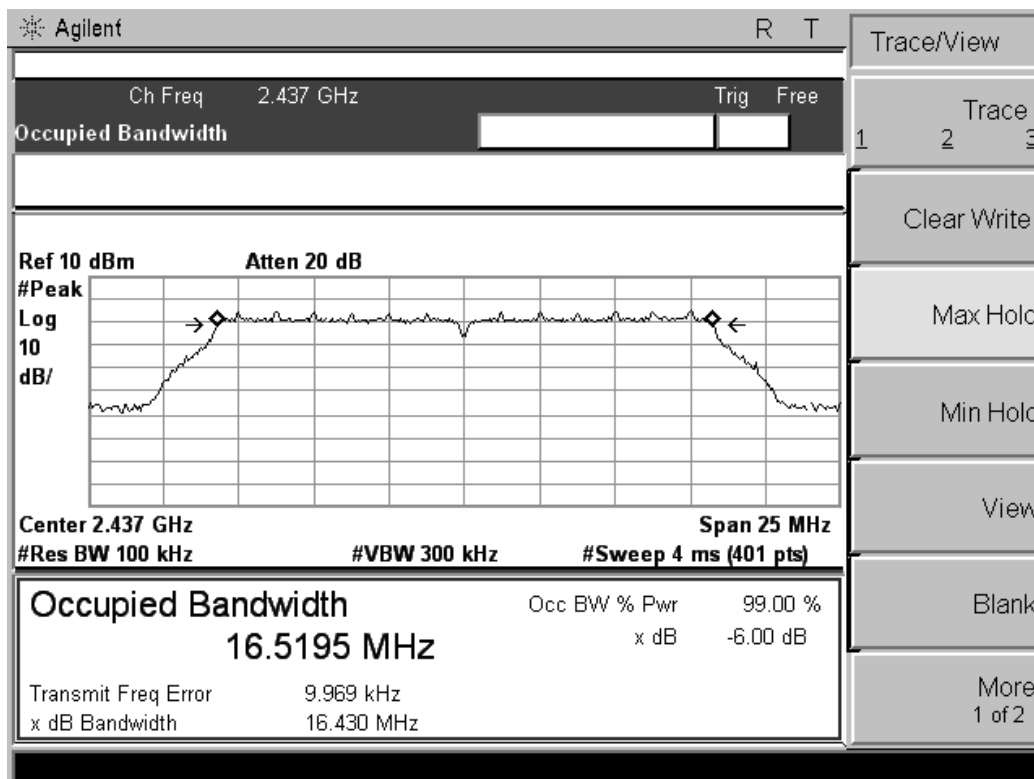 Agilent R T
Trace/View
Ch Freq 2.437 GHz Trig Free
Occupied Bandwidth
Trace
1 2 3
Clear Write
Max Hold
Min Hold
View
Blank
More
1 of 2
Ref 10 dBm Atten 20 dB
#Peak
Log
10
dB/
Center 2.437 GHz Span 25 MHz
#Res BW 100 kHz #VBW 300 kHz #Sweep 4 ms (401 pts)
Occupied Bandwidth
16.5195 MHz
Occ BW % Pwr 99.00 %
x dB -6.00 dB
Transmit Freq Error 9.969 kHz
x dB Bandwidth 16.430 MHz